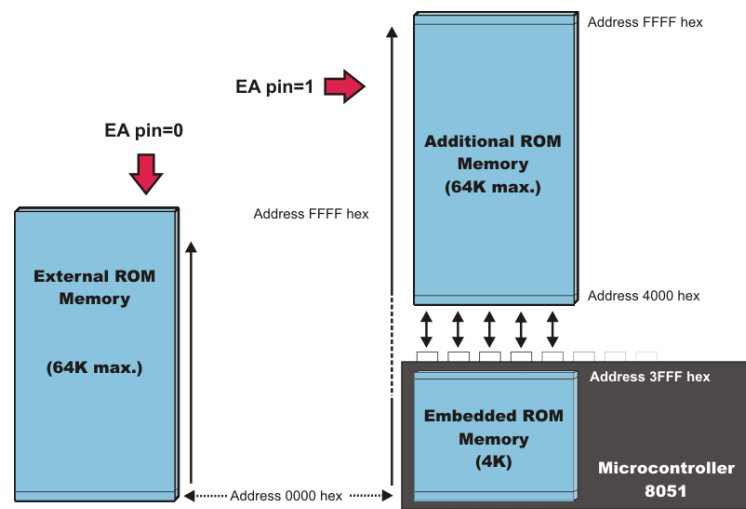 Address FFFF hex
EA pin=1
EA pin=0
Additional ROM
Memory
(64K max.)
Address FFFF hex
External ROM
Memory
(64K max.)
Address 4000 hex
Address 3FFF hex
Embedded ROM
Memory
(4K)
Microcontroller
8051
Address 0000 hex